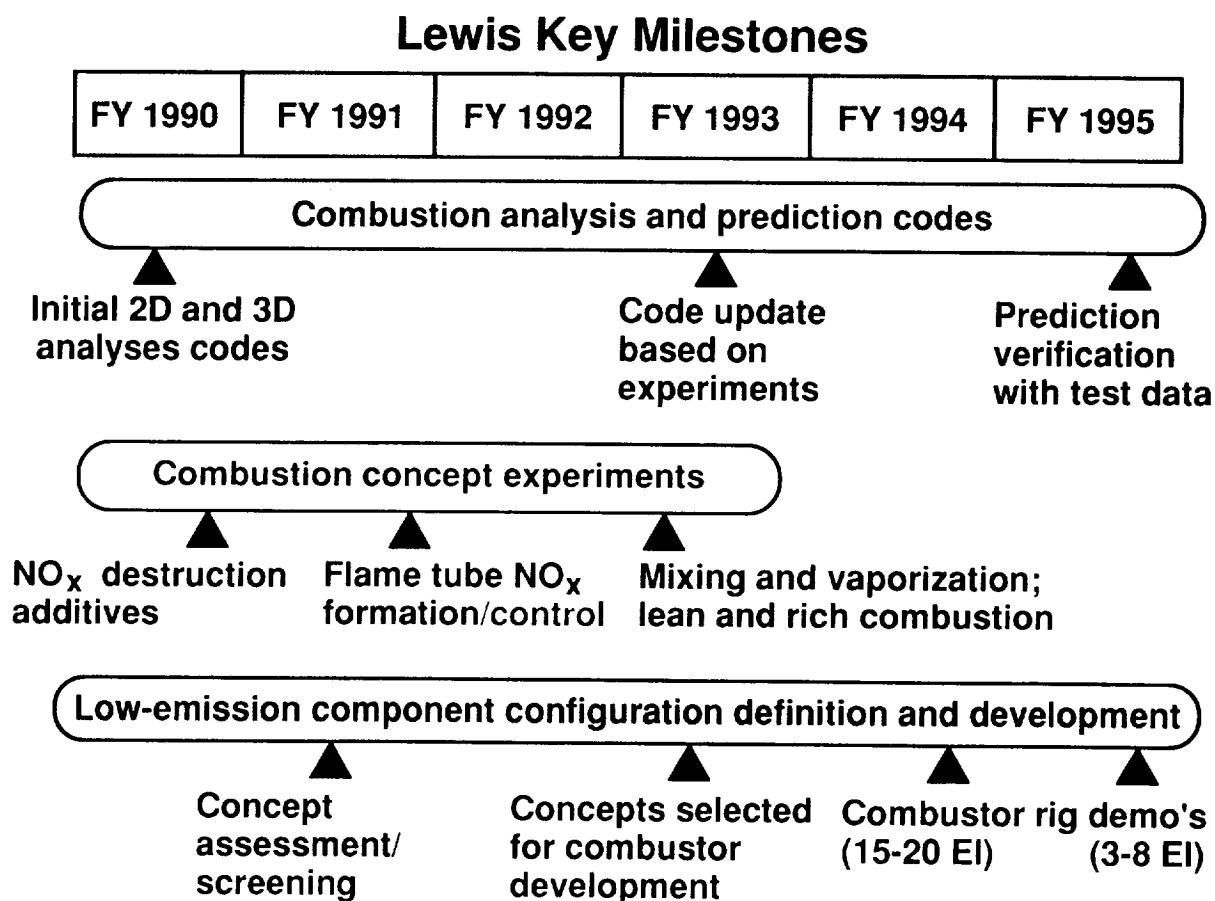 Lewis Key Milestones
FY 1990 FY 1991 FY 1992 FY 1993 FY 1994 FY 1995
Combustion analysis and prediction codes
Initial 2D and 3D
analyses codes
Code update
based on
experiments
Prediction
verification
with test data
Combustion concept experiments
NOx destruction
additives
Flame tube NOx
formation/control
Mixing and vaporization;
lean and rich combustion
Low-emission component configuration definition and development
Concept
assessment/
screening
Concepts selected
for combustor
development
Combustor rig demo's
(15-20 EI) (3-8 EI)